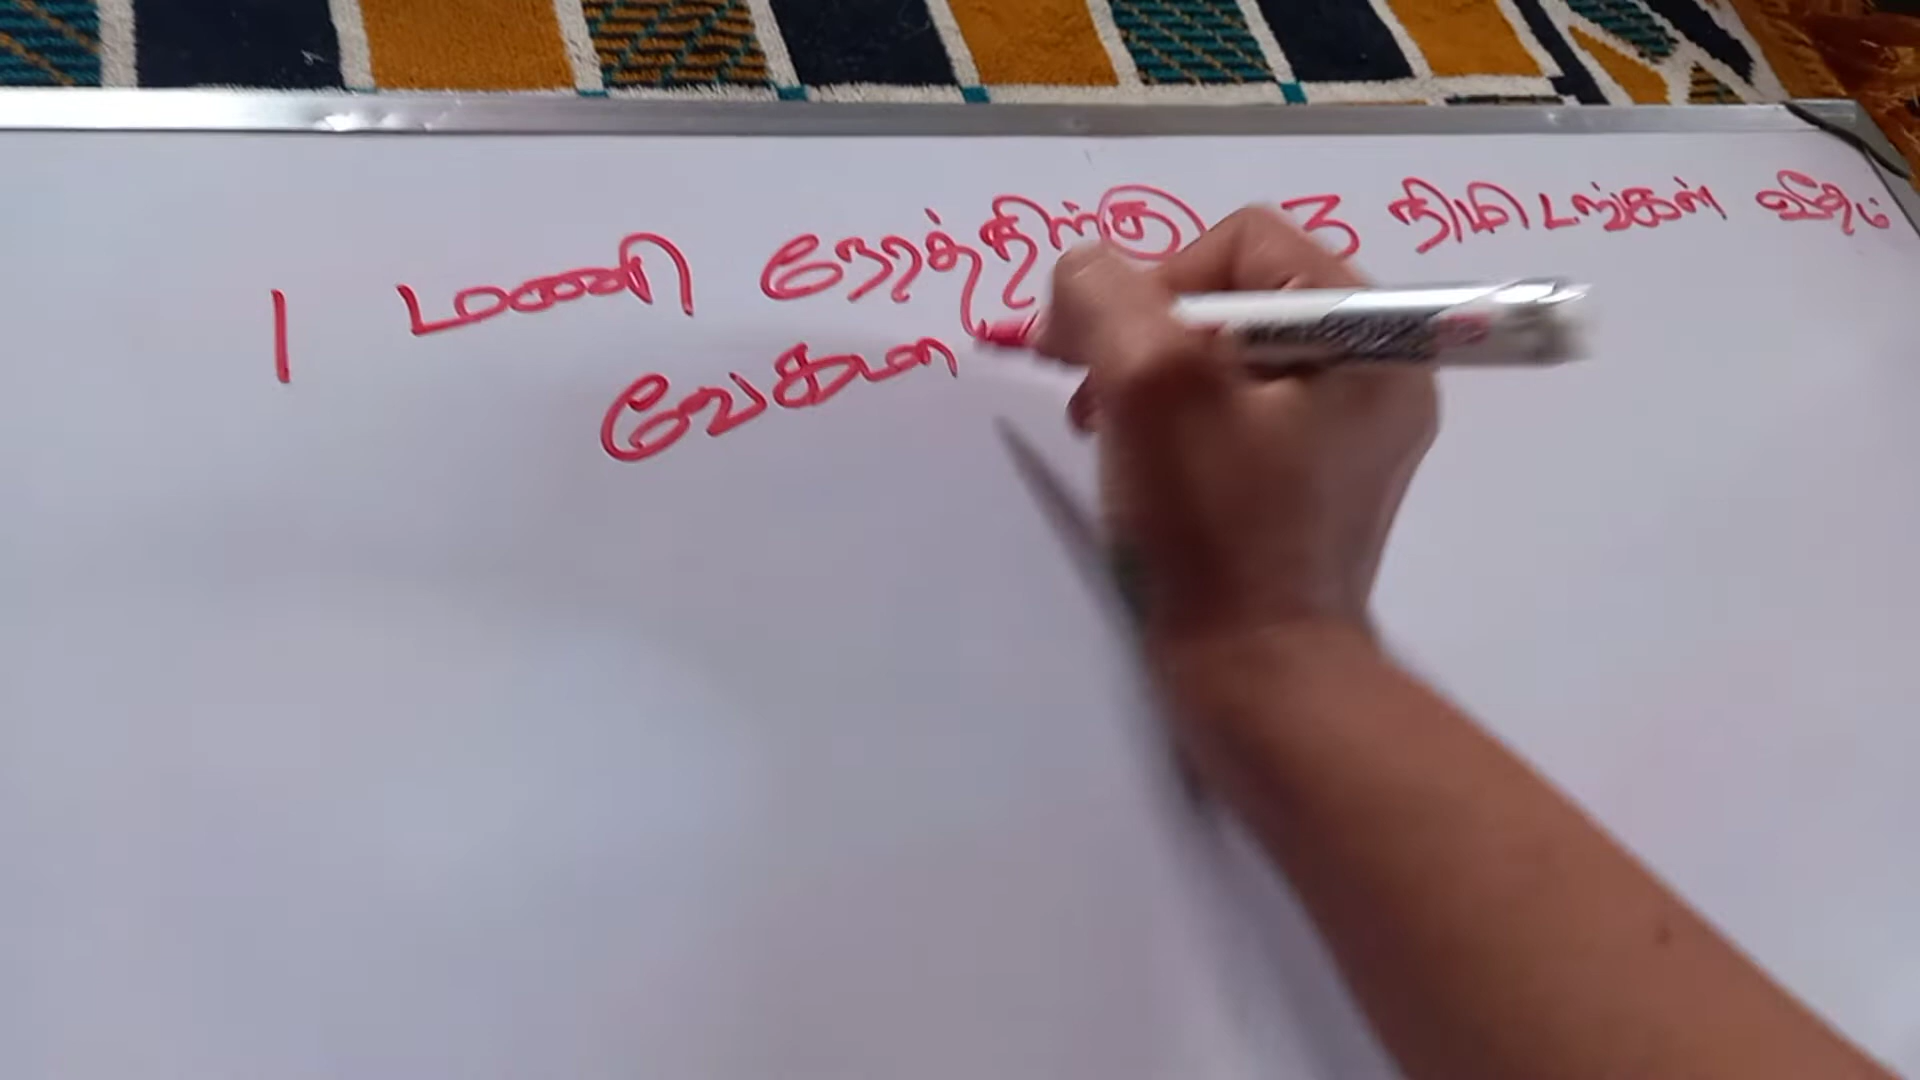 1 மணி நேரத்திற்கு 3 நிமிடங்கள் வீதம்
வேகமா